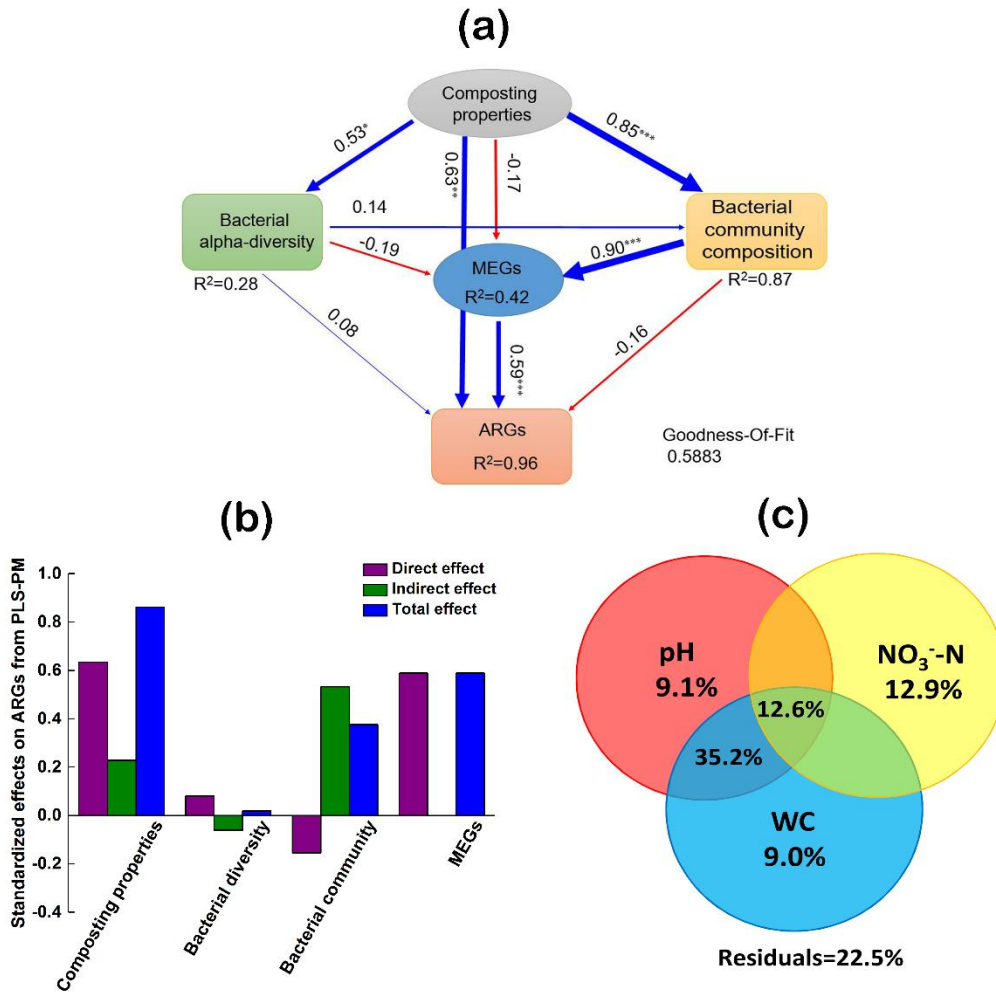 (a)
Composting
properties
0.53*
0.63**
-0.17
0.85***
Bacterial
alpha-diversity
R²=0.28
0.14
-0.19
MEGs
R²=0.42
0.90***
Bacterial
community
composition
R²=0.87
0.08
0.59***
-0.16
ARGs
R²=0.96
Goodness-Of-Fit
0.5883
(b)
Standardized effects on ARGs from PLS-PM
1.0
0.8
0.6
0.4
0.2
0.0
-0.2
-0.4
Direct effect
Indirect effect
Total effect
Composting properties
Bacterial diversity
Bacterial community
MEGs
(c)
pH
9.1%
NO₃⁻-N
12.9%
12.6%
35.2%
WC
9.0%
Residuals=22.5%